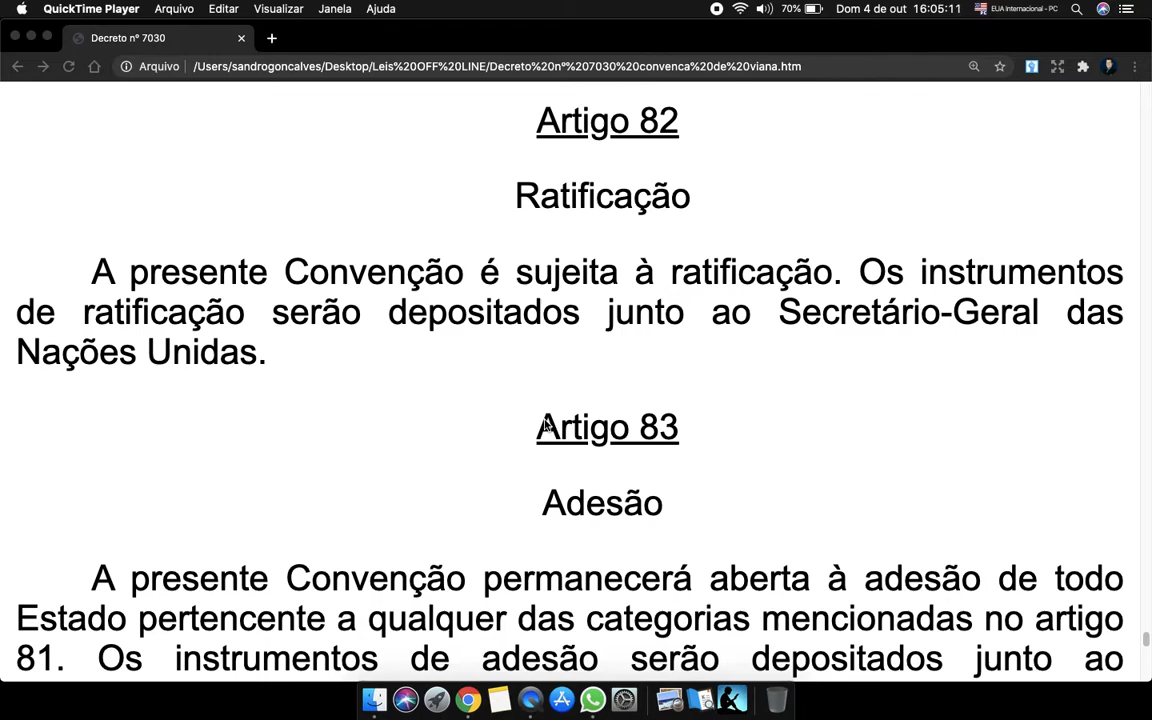 QuickTime Player Arquivo Editar Visualizar Janela Ajuda 70% Dom 4 de out 16:05:11 EUA Internacional - PC
Decreto nº 7030
Arquivo /Users/sandrogoncalves/Desktop/Leis%20OFF%20LINE/Decreto%20nº%207030%20convenca%20de%20viana.htm
Artigo 82
Ratificação
A presente Convenção é sujeita à ratificação. Os instrumentos
de ratificação serão depositados junto ao Secretário-Geral das
Nações Unidas.
Artigo 83
Adesão
A presente Convenção permanecerá aberta à adesão de todo
Estado pertencente a qualquer das categorias mencionadas no artigo
81. Os instrumentos de adesão serão depositados junto ao